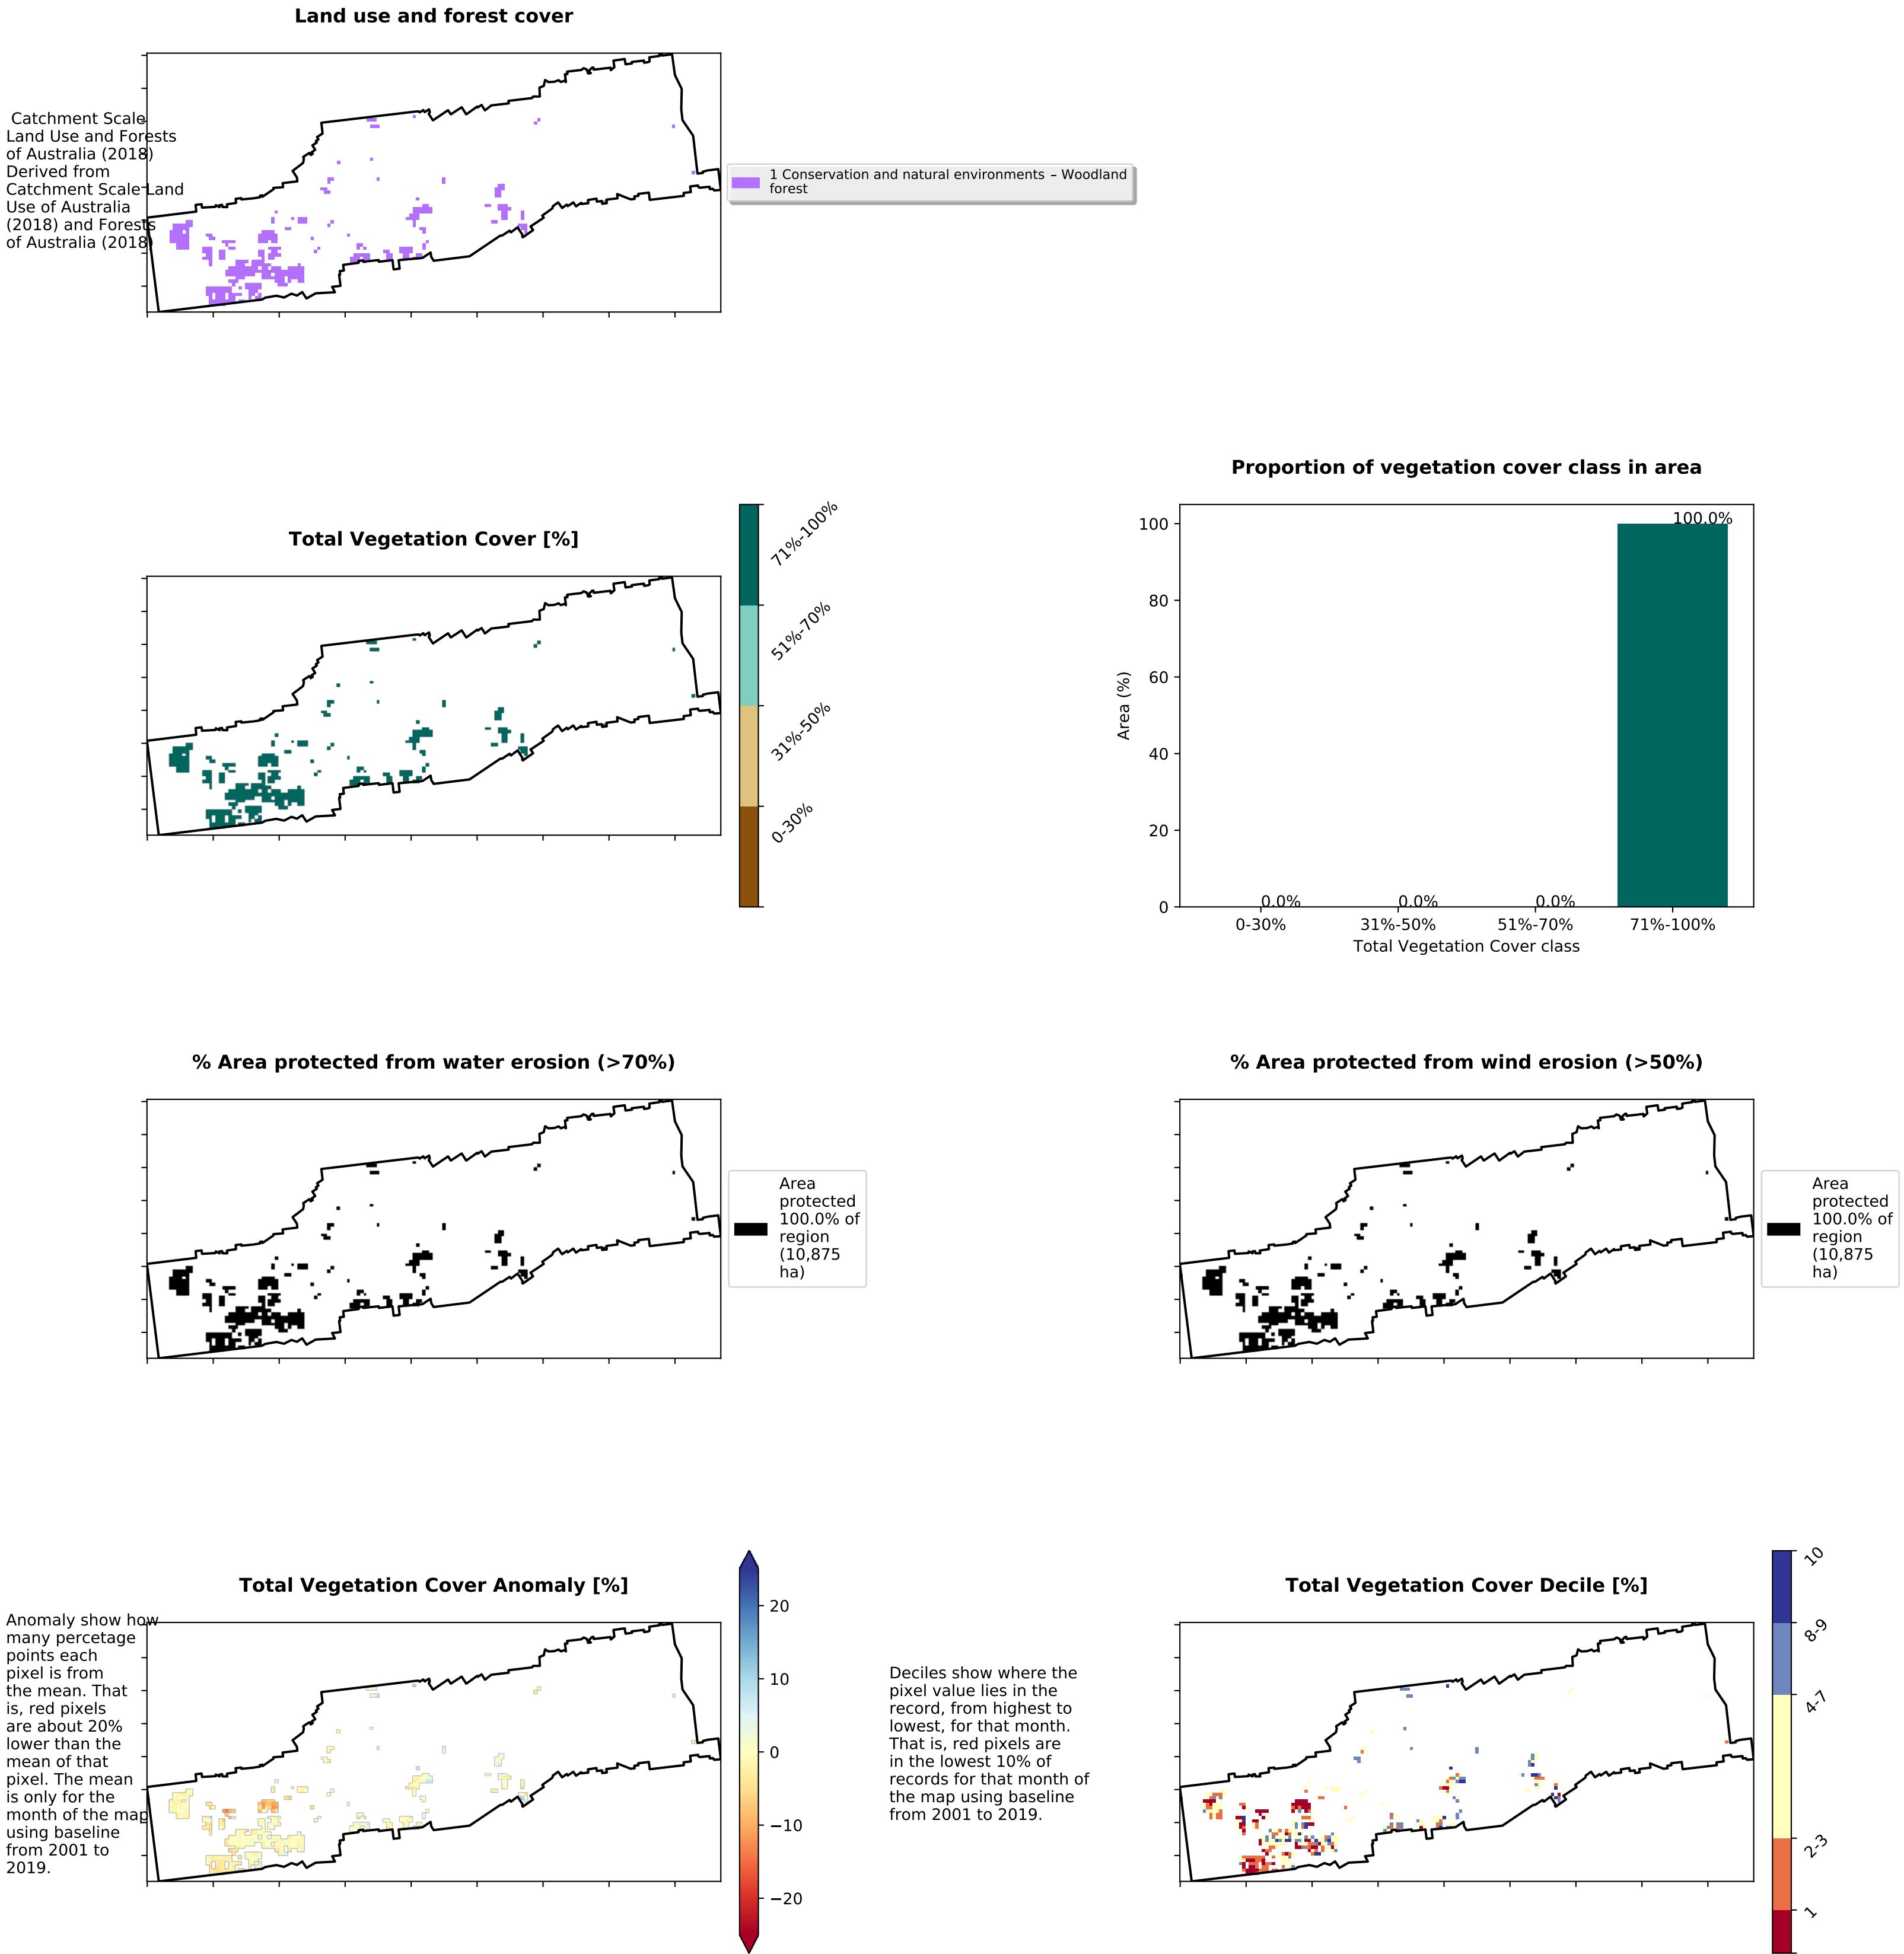 Land use and forest cover
Catchment Scale
Land Use and Forests
of Australia (2018)
Derived from
Catchment Scale Land
Use of Australia
(2018) and Forests
of Australia (2018)
1 Conservation and natural environments – Woodland
forest
Total Vegetation Cover [%]
71%-100%
51%-70%
31%-50%
0-30%
Proportion of vegetation cover class in area
100
80
60
40
20
0
Area (%)
0.0%
0.0%
0.0%
100.0%
0-30%
31%-50%
51%-70%
71%-100%
Total Vegetation Cover class
% Area protected from water erosion (>70%)
Area
protected
100.0% of
region
(10,875
ha)
% Area protected from wind erosion (>50%)
Area
protected
100.0% of
region
(10,875
ha)
Total Vegetation Cover Anomaly [%]
Anomaly show how
many percetage
points each
pixel is from
the mean. That
is, red pixels
are about 20%
lower than the
mean of that
pixel. The mean
is only for the
month of the map
using baseline
from 2001 to
2019.
20
10
0
−10
−20
Total Vegetation Cover Decile [%]
Deciles show where the
pixel value lies in the
record, from highest to
lowest, for that month.
That is, red pixels are
in the lowest 10% of
records for that month of
the map using baseline
from 2001 to 2019.
10
8-9
4-7
2-3
1